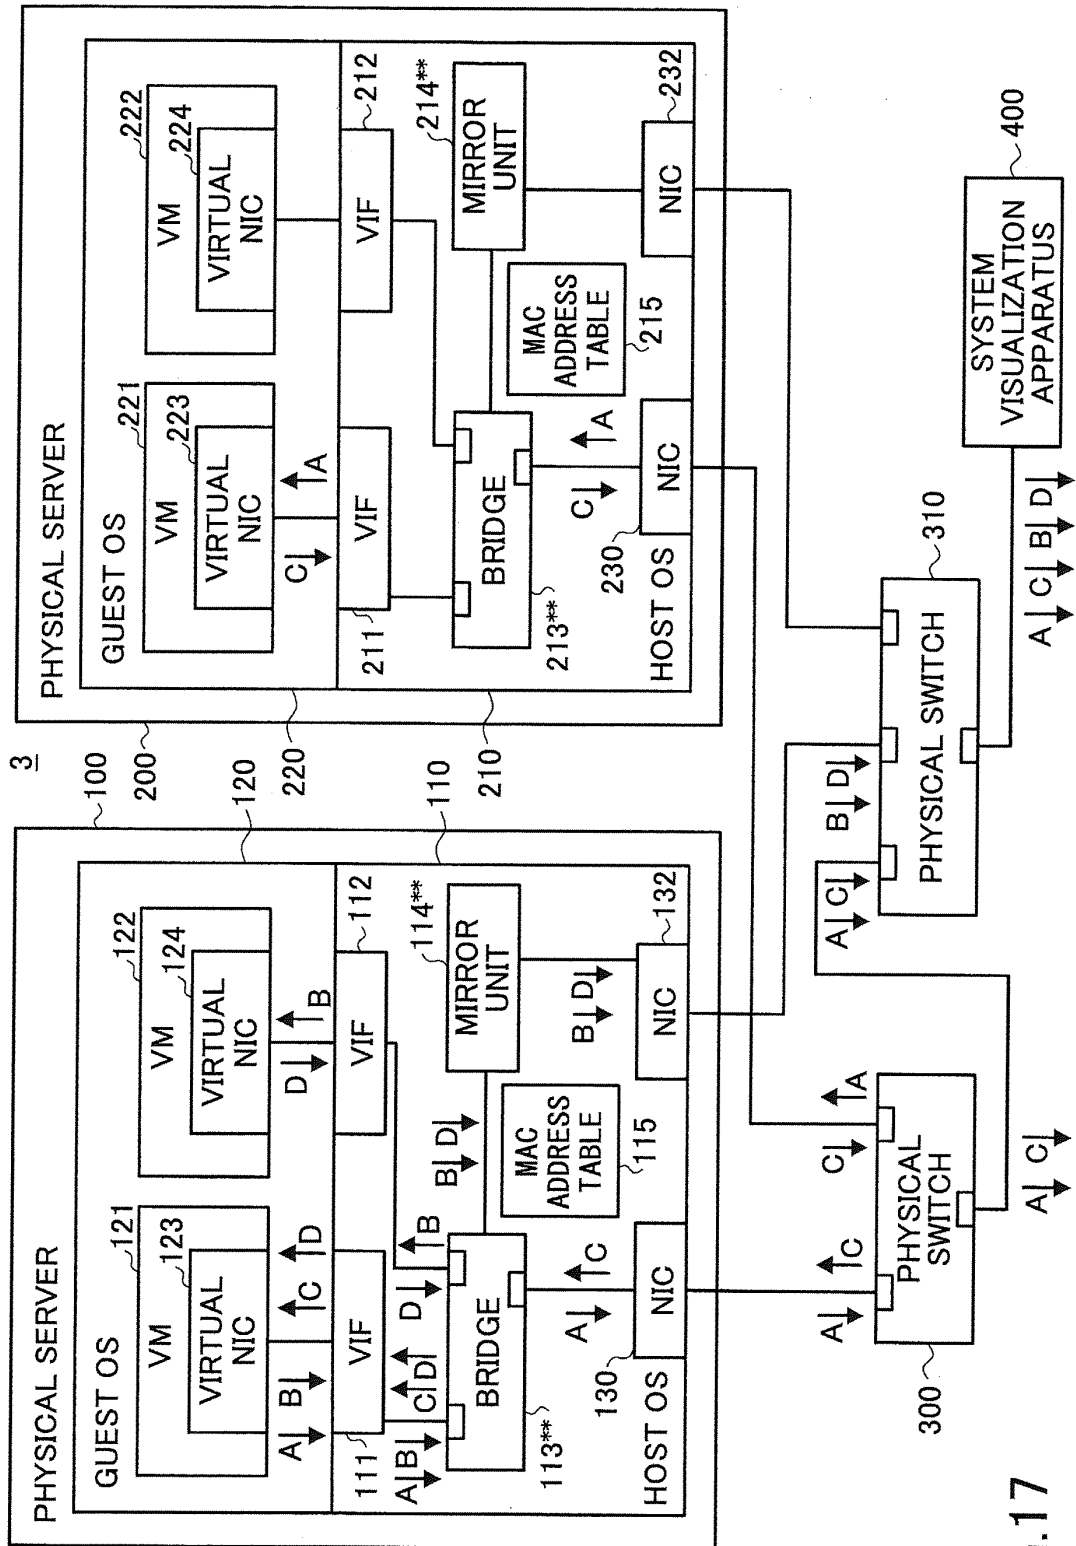 3
PHYSICAL SERVER
100
GUEST OS
120
VM
121
VIRTUAL
NIC
123
VM
122
VIRTUAL
NIC
124
A
B
C
D
D
B
VIF
111
VIF
112
110
A
B
C
D
D
B
BRIDGE
113**
B
D
MIRROR
UNIT
114**
MAC
ADDRESS
TABLE
115
A
C
B
D
HOST OS
130
NIC
NIC
132
PHYSICAL SERVER
200
GUEST OS
220
VM
221
VIRTUAL
NIC
223
VM
222
VIRTUAL
NIC
224
C
A
VIF
211
VIF
212
210
BRIDGE
213**
MIRROR
UNIT
214**
MAC
ADDRESS
TABLE
215
C
A
HOST OS
230
NIC
NIC
232
A
C
C
A
PHYSICAL
SWITCH
300
A
C
A
C
B
D
PHYSICAL SWITCH
310
A
C
B
D
SYSTEM
VISUALIZATION
APPARATUS
400
.17